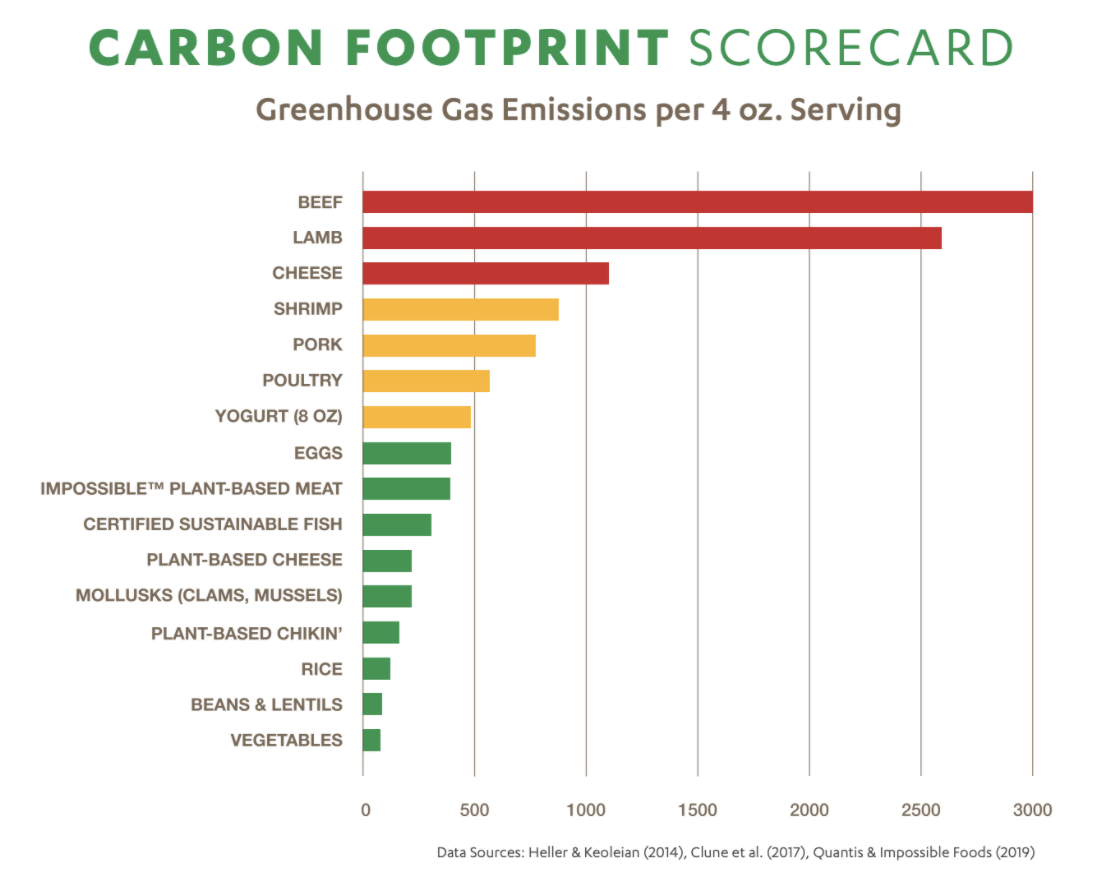 CARBON FOOTPRINT SCORECARD
Greenhouse Gas Emissions per 4 oz. Serving
BEEF
LAMB
CHEESE
SHRIMP
PORK
POULTRY
YOGURT (8 OZ)
EGGS
IMPOSSIBLE™ PLANT-BASED MEAT
CERTIFIED SUSTAINABLE FISH
PLANT-BASED CHEESE
MOLLUSKS (CLAMS, MUSSELS)
PLANT-BASED CHIKIN’
RICE
BEANS & LENTILS
VEGETABLES
0 500 1000 1500 2000 2500 3000
Data Sources: Heller & Keoleian (2014), Clune et al. (2017), Quantis & Impossible Foods (2019)